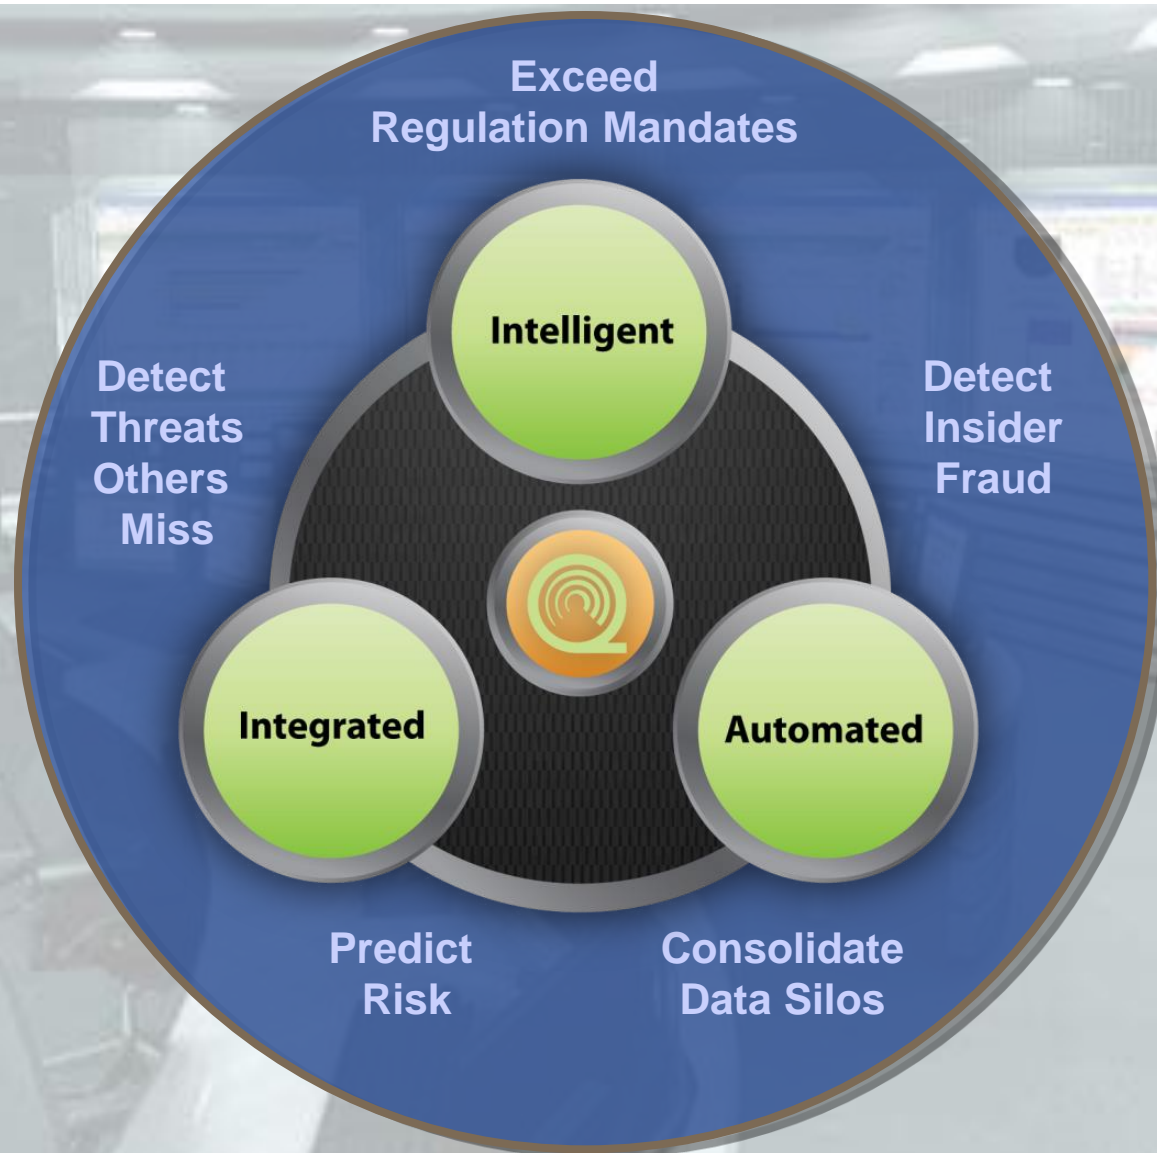 Exceed
Regulation Mandates
Intelligent
Detect
Threats
Others
Miss
Detect
Insider
Fraud
Q
Integrated
Automated
Predict
Risk
Consolidate
Data Silos